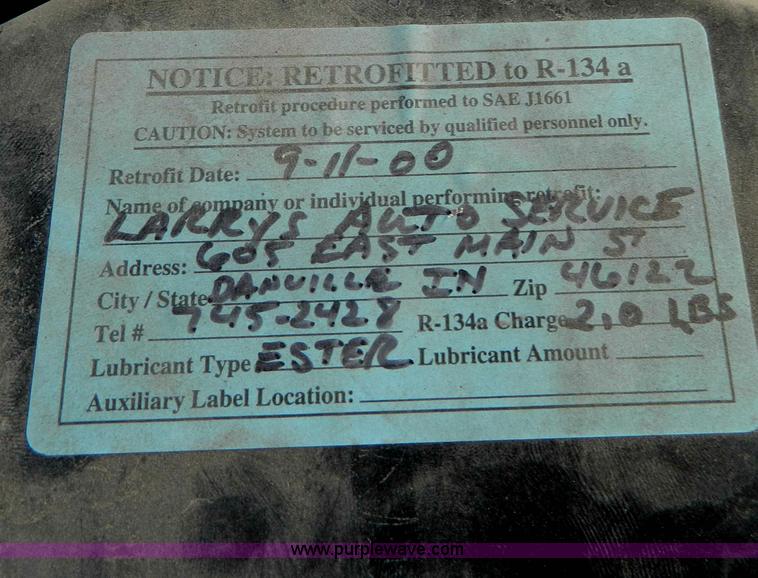 NOTICE: RETROFITTED to R-134 a
Retrofit procedure performed to SAE J1661
CAUTION: System to be serviced by qualified personnel only.
Retrofit Date: 9-11-00
Name of company or individual performing retrofit:
LARRYS AUTO SERVICE
Address: 605 EAST MAIN ST
City / State DANVILLE IN Zip 46122
Tel # 745-2428 R-134a Charge 2.0 LBS
Lubricant Type ESTER Lubricant Amount
Auxiliary Label Location:
www.purplewave.com